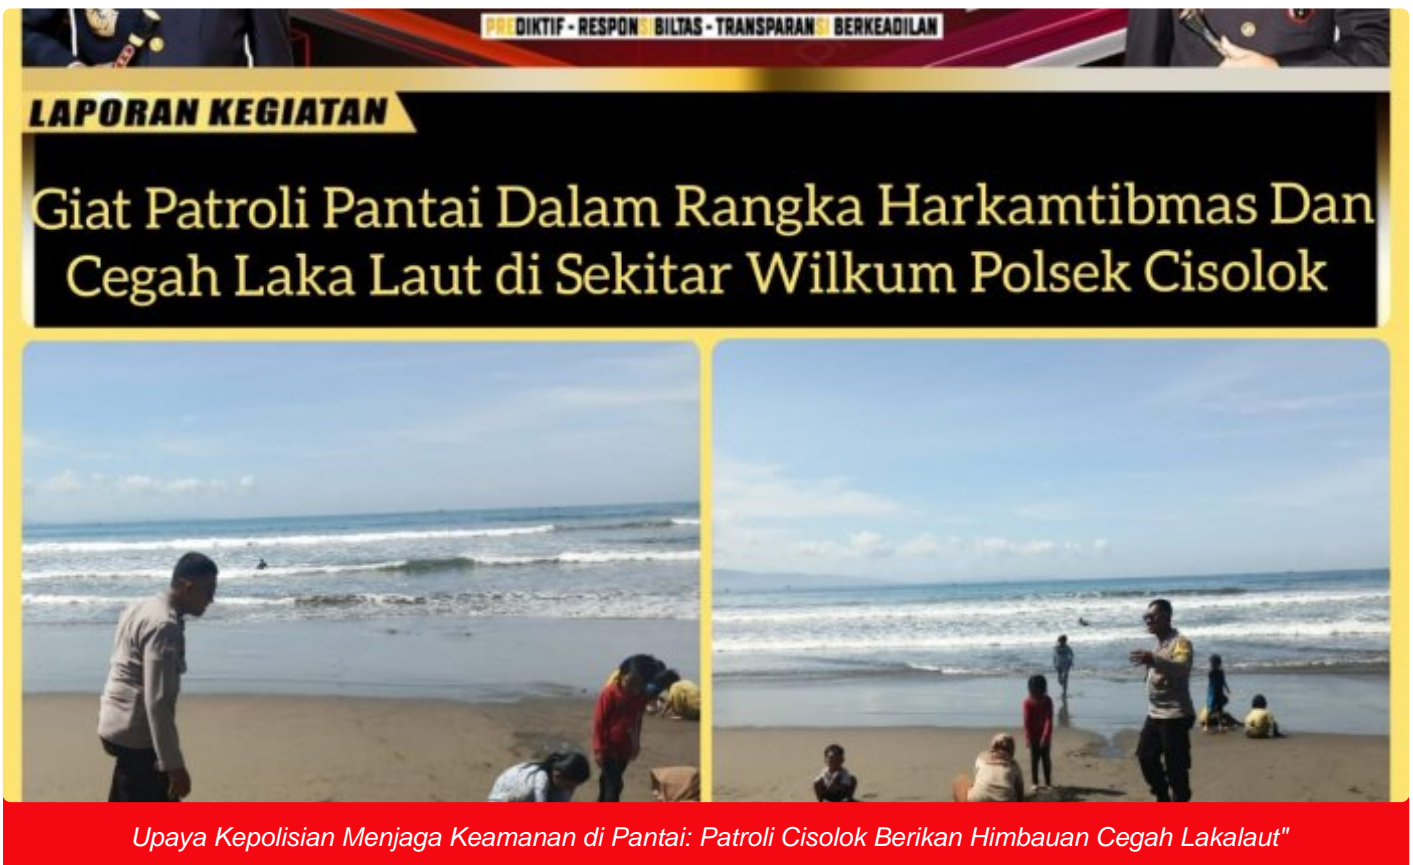 PREDIKTIF - RESPONSIBILTAS - TRANSPARANSI BERKEADILAN
LAPORAN KEGIATAN
Giat Patroli Pantai Dalam Rangka Harkamtibmas Dan
Cegah Laka Laut di Sekitar Wilkum Polsek Cisolok
Upaya Kepolisian Menjaga Keamanan di Pantai: Patroli Cisolok Berikan Himbauan Cegah Lakalaut"